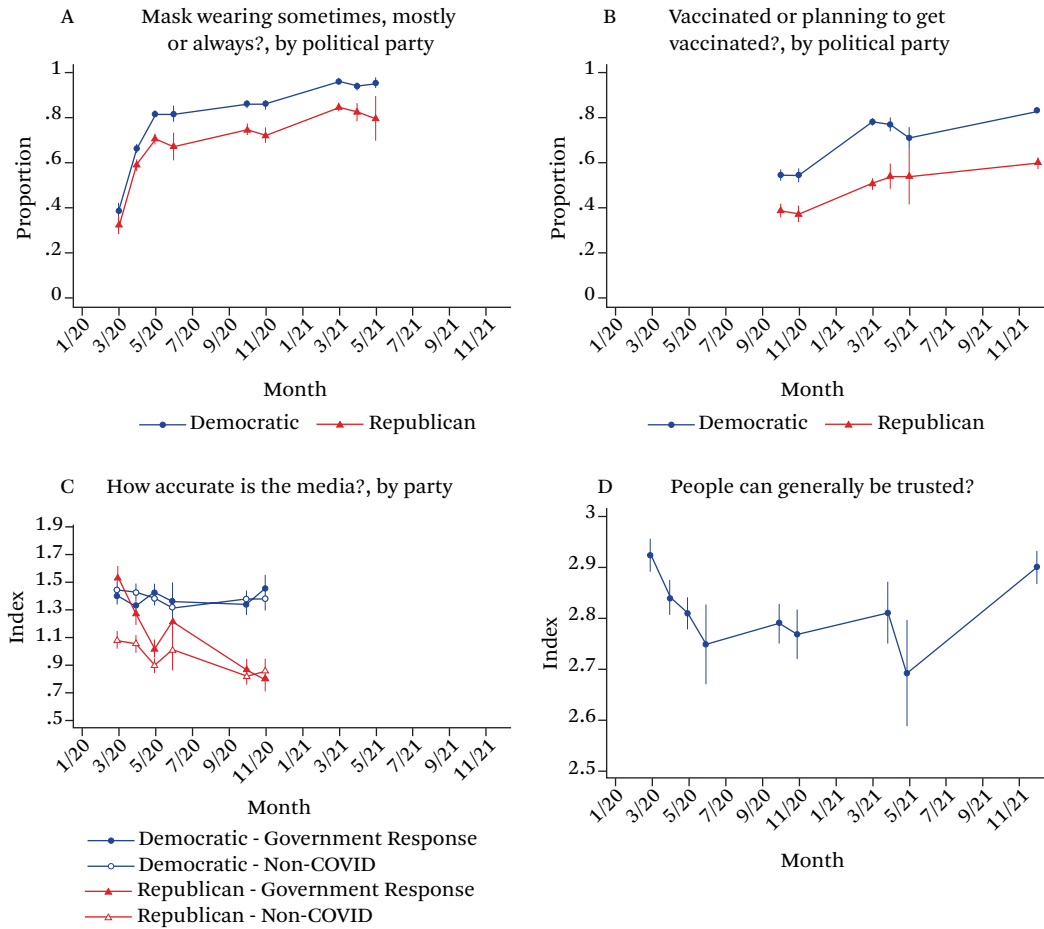 A Mask wearing sometimes, mostly
or always?, by political party
Proportion
1
.8
.6
.4
.2
0
1/20 3/20 5/20 7/20 9/20 11/20 1/21 3/21 5/21 7/21 9/21 11/21
Month
Democratic Republican
B Vaccinated or planning to get
vaccinated?, by political party
Proportion
1
.8
.6
.4
.2
0
1/20 3/20 5/20 7/20 9/20 11/20 1/21 3/21 5/21 7/21 9/21 11/21
Month
Democratic Republican
C How accurate is the media?, by party
Index
1.9
1.7
1.5
1.3
1.1
.9
.7
.5
1/20 3/20 5/20 7/20 9/20 11/20 1/21 3/21 5/21 7/21 9/21 11/21
Month
Democratic - Government Response
Democratic - Non-COVID
Republican - Government Response
Republican - Non-COVID
D People can generally be trusted?
Index
3
2.9
2.8
2.7
2.6
2.5
1/20 3/20 5/20 7/20 9/20 11/20 1/21 3/21 5/21 7/21 9/21 11/21
Month